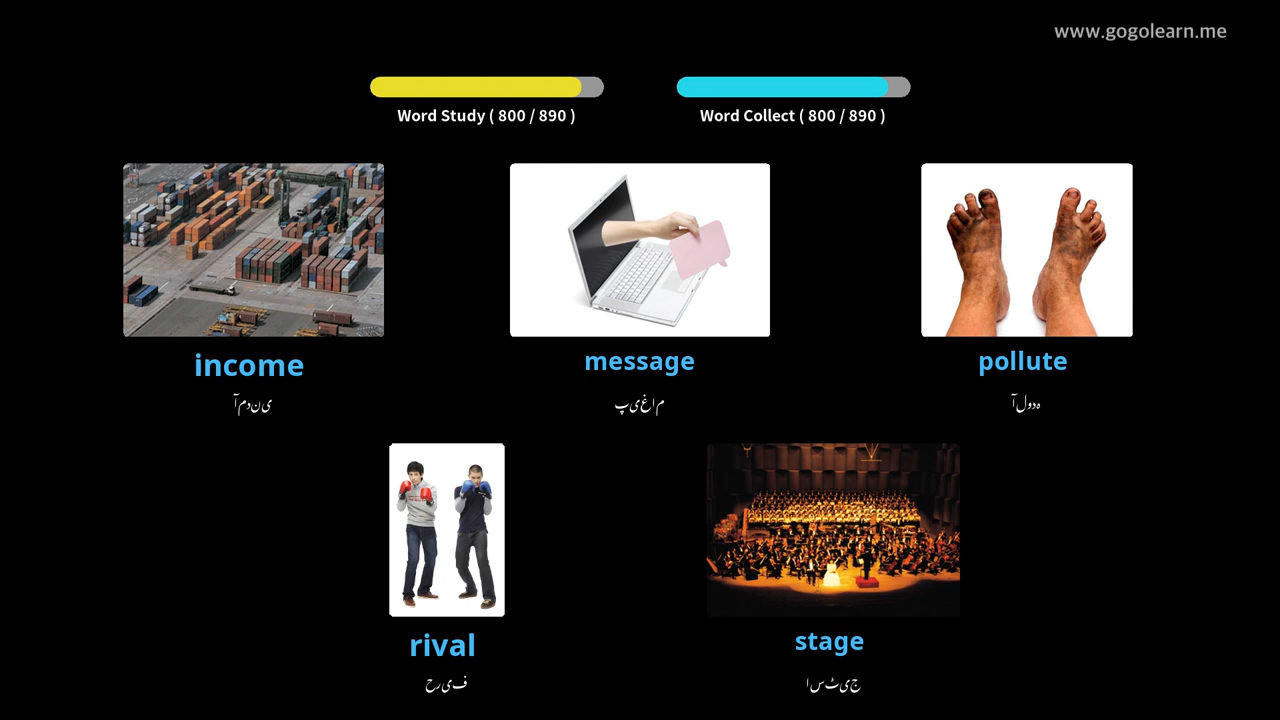 www.gogolearn.me
Word Study ( 800 / 890 )
Word Collect ( 800 / 890 )
income
message
pollute
آمدنی
پیغام
آلودہ
rival
stage
حریف
اسٹیج